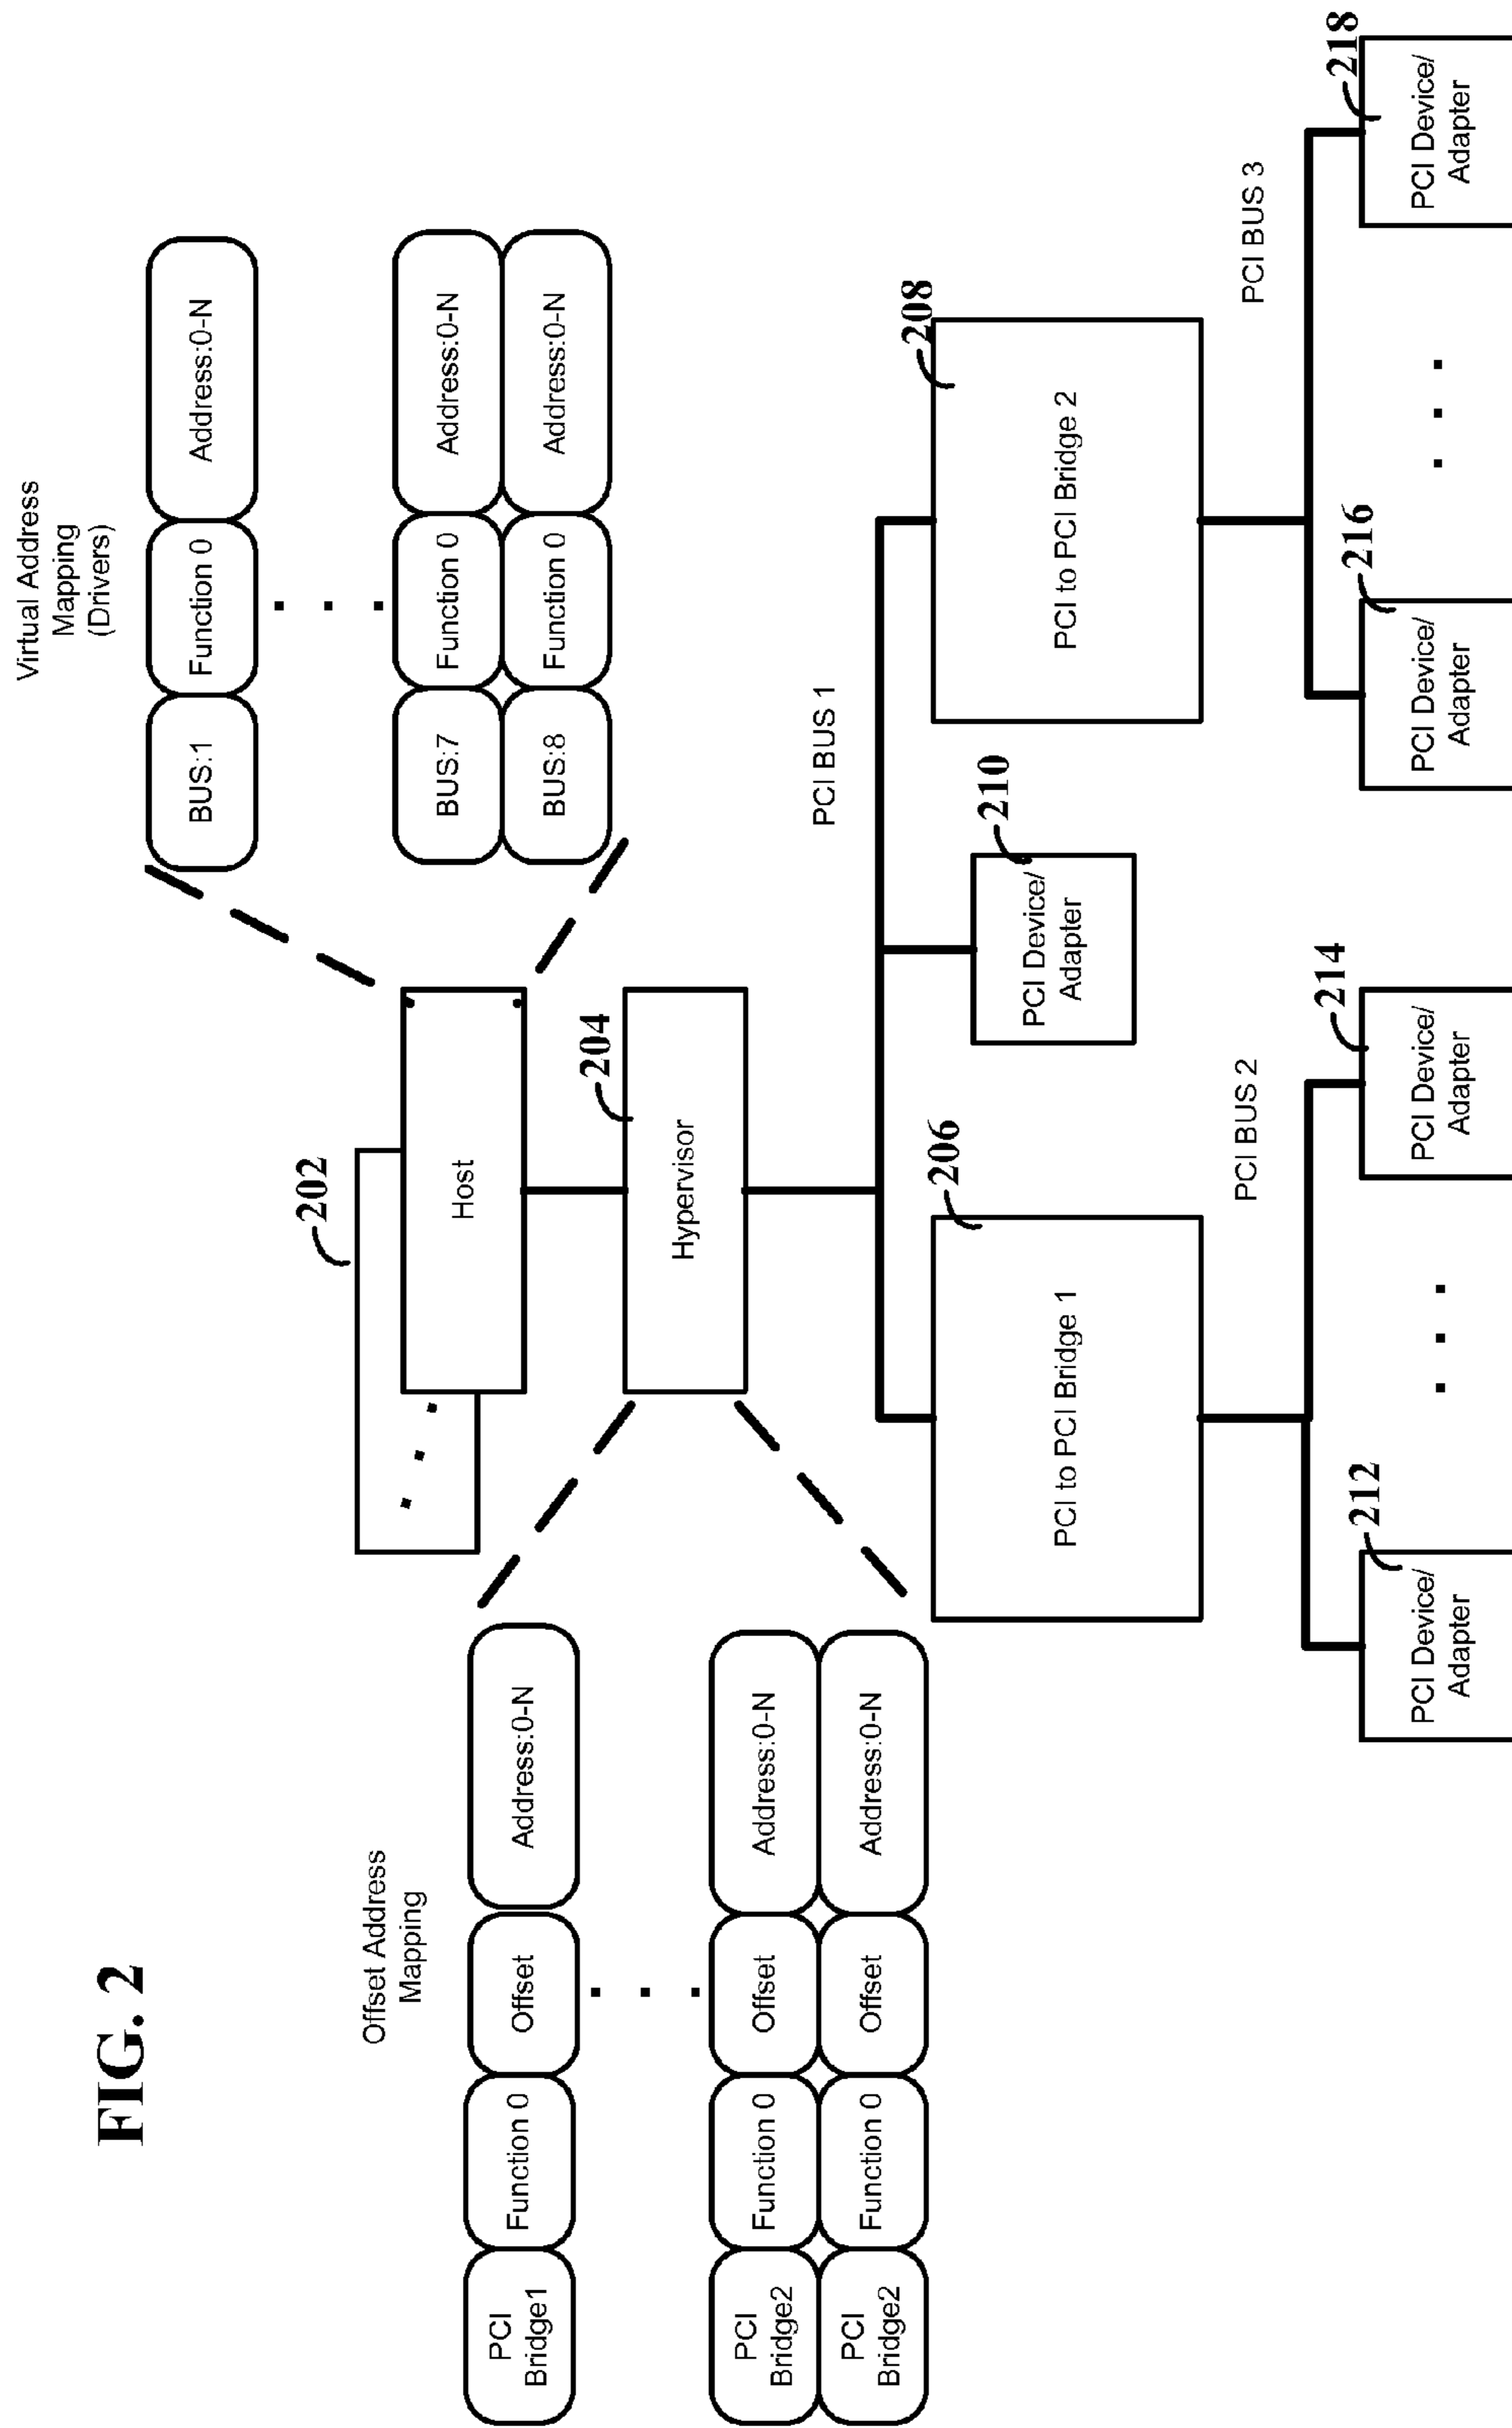 FIG. 2
Virtual Address
Mapping
(Drivers)
BUS:1
Function 0
Address:0-N
BUS:7
Function 0
Address:0-N
BUS:8
Function 0
Address:0-N
Offset Address
Mapping
PCI
Bridge1
Function 0
Offset
Address:0-N
PCI
Bridge2
Function 0
Offset
Address:0-N
PCI
Bridge2
Function 0
Offset
Address:0-N
202
Host
204
Hypervisor
PCI BUS 1
206
PCI to PCI Bridge 1
210
PCI Device/
Adapter
208
PCI to PCI Bridge 2
PCI BUS 2
PCI BUS 3
212
PCI Device/
Adapter
214
PCI Device/
Adapter
216
PCI Device/
Adapter
218
PCI Device/
Adapter